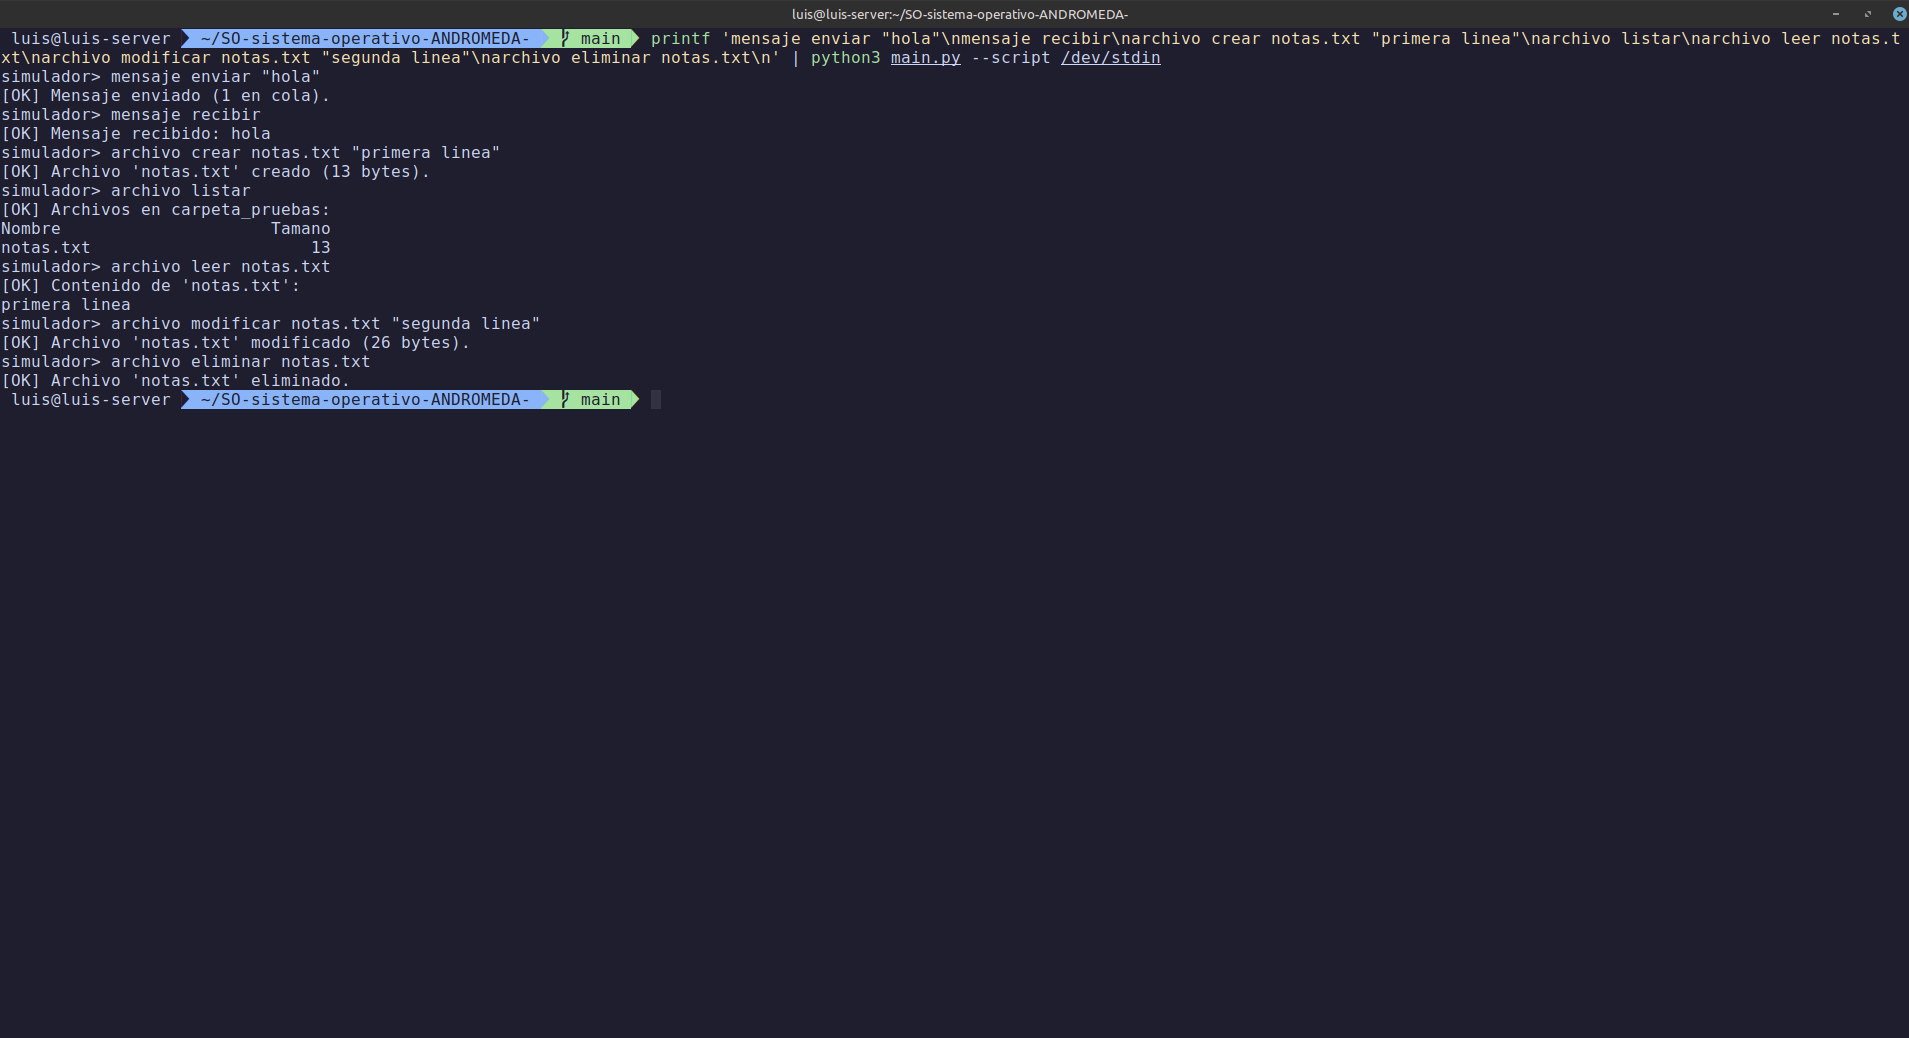 luis@luis-server:~/SO-sistema-operativo-ANDROMEDA-
luis@luis-server ~/SO-sistema-operativo-ANDROMEDA- main printf 'mensaje enviar "hola"\nmensaje recibir\narchivo crear notas.txt "primera linea"\narchivo listar\narchivo leer notas.t
xt\narchivo modificar notas.txt "segunda linea"\narchivo eliminar notas.txt\n' | python3 main.py --script /dev/stdin
simulador> mensaje enviar "hola"
[OK] Mensaje enviado (1 en cola).
simulador> mensaje recibir
[OK] Mensaje recibido: hola
simulador> archivo crear notas.txt "primera linea"
[OK] Archivo 'notas.txt' creado (13 bytes).
simulador> archivo listar
[OK] Archivos en carpeta_pruebas:
Nombre                     Tamano
notas.txt                      13
simulador> archivo leer notas.txt
[OK] Contenido de 'notas.txt':
primera linea
simulador> archivo modificar notas.txt "segunda linea"
[OK] Archivo 'notas.txt' modificado (26 bytes).
simulador> archivo eliminar notas.txt
[OK] Archivo 'notas.txt' eliminado.
luis@luis-server ~/SO-sistema-operativo-ANDROMEDA- main